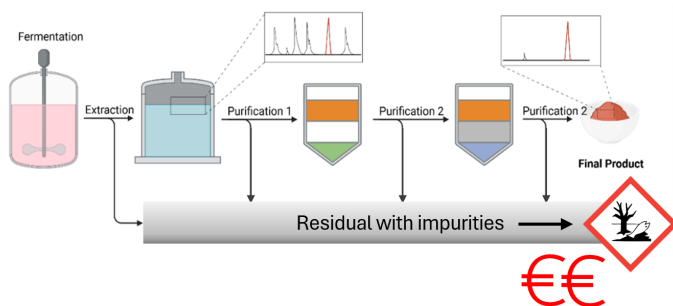 Fermentation
Extraction
Purification 1
Purification 2
Purification 2
Final Product
Residual with impurities
€€